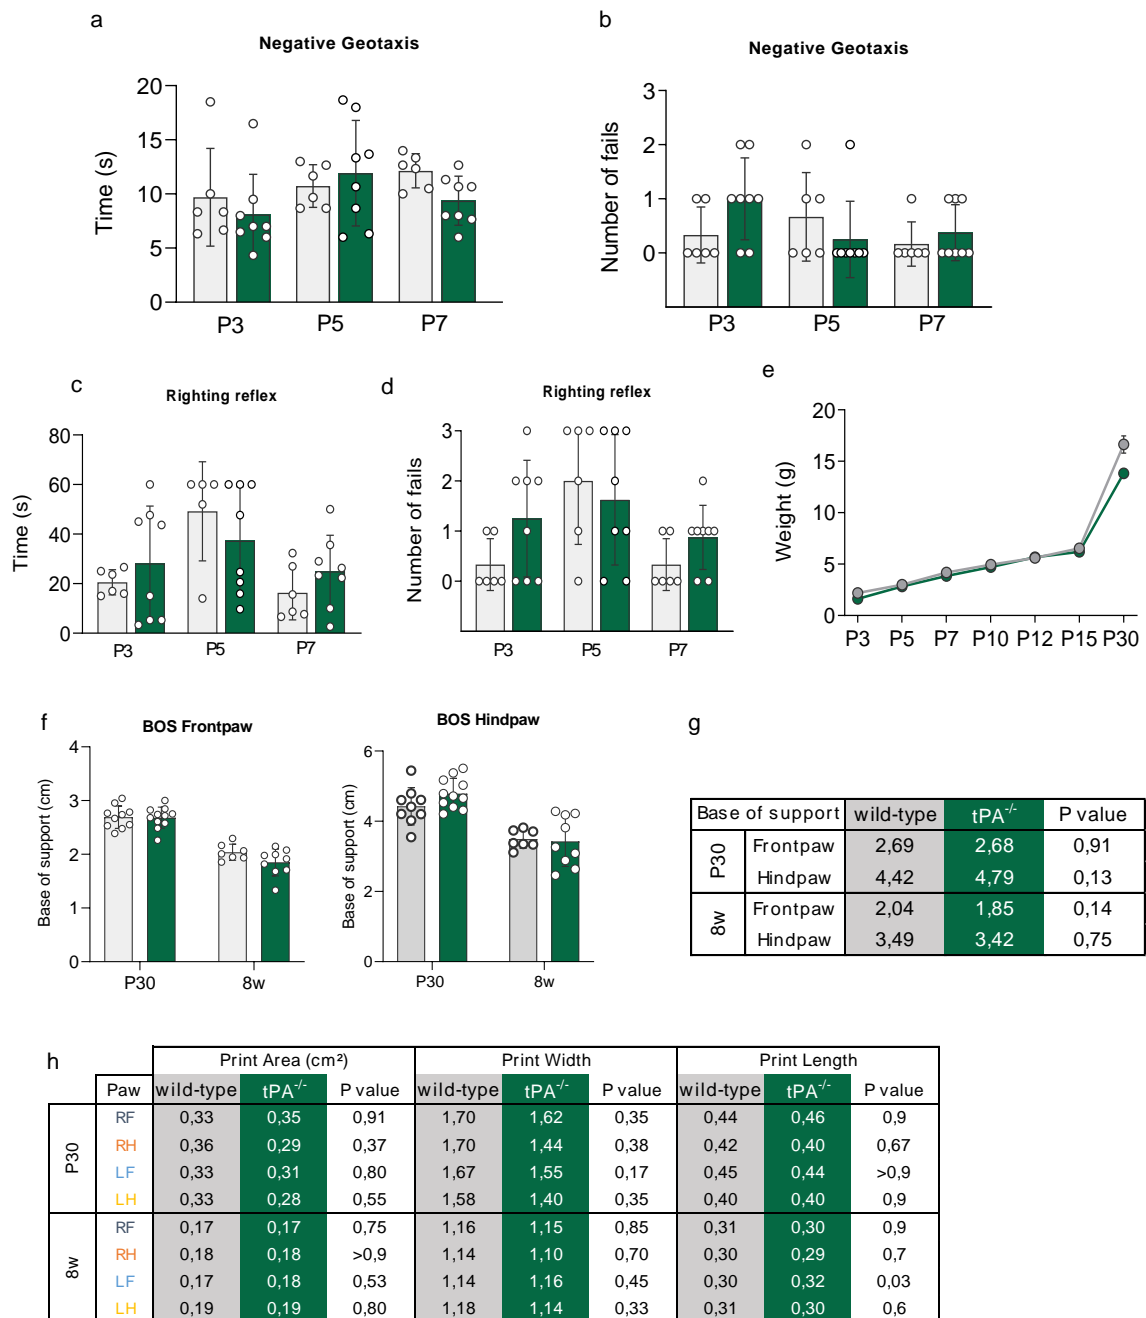 a
Negative Geotaxis
Time (s)
20
15
10
5
0
P3 P5 P7
b
Negative Geotaxis
Number of fails
3
2
1
0
P3 P5 P7
c
Righting reflex
Time (s)
80
60
40
20
0
P3 P5 P7
d
Righting reflex
Number of fails
3
2
1
0
P3 P5 P7
e
Weight (g)
20
15
10
5
0
P3 P5 P7 P10 P12 P15 P30
f
BOS Frontpaw
Base of support (cm)
4
3
2
1
0
P30 8w
BOS Hindpaw
Base of support (cm)
6
4
2
0
P30 8w
g
Base of support wild-type tPA-/- P value
P30 Frontpaw 2,69 2,68 0,91
Hindpaw 4,42 4,79 0,13
8w Frontpaw 2,04 1,85 0,14
Hindpaw 3,49 3,42 0,75
h
Print Area (cm²) Print Width Print Length
Paw wild-type tPA-/- P value wild-type tPA-/- P value wild-type tPA-/- P value
P30 RF 0,33 0,35 0,91 1,70 1,62 0,35 0,44 0,46 0,9
RH 0,36 0,29 0,37 1,70 1,44 0,38 0,42 0,40 0,67
LF 0,33 0,31 0,80 1,67 1,55 0,17 0,45 0,44 >0,9
LH 0,33 0,28 0,55 1,58 1,40 0,35 0,40 0,40 0,9
8w RF 0,17 0,17 0,75 1,16 1,15 0,85 0,31 0,30 0,9
RH 0,18 0,18 >0,9 1,14 1,10 0,70 0,30 0,29 0,7
LF 0,17 0,18 0,53 1,14 1,16 0,45 0,30 0,32 0,03
LH 0,19 0,19 0,80 1,18 1,14 0,33 0,31 0,30 0,6